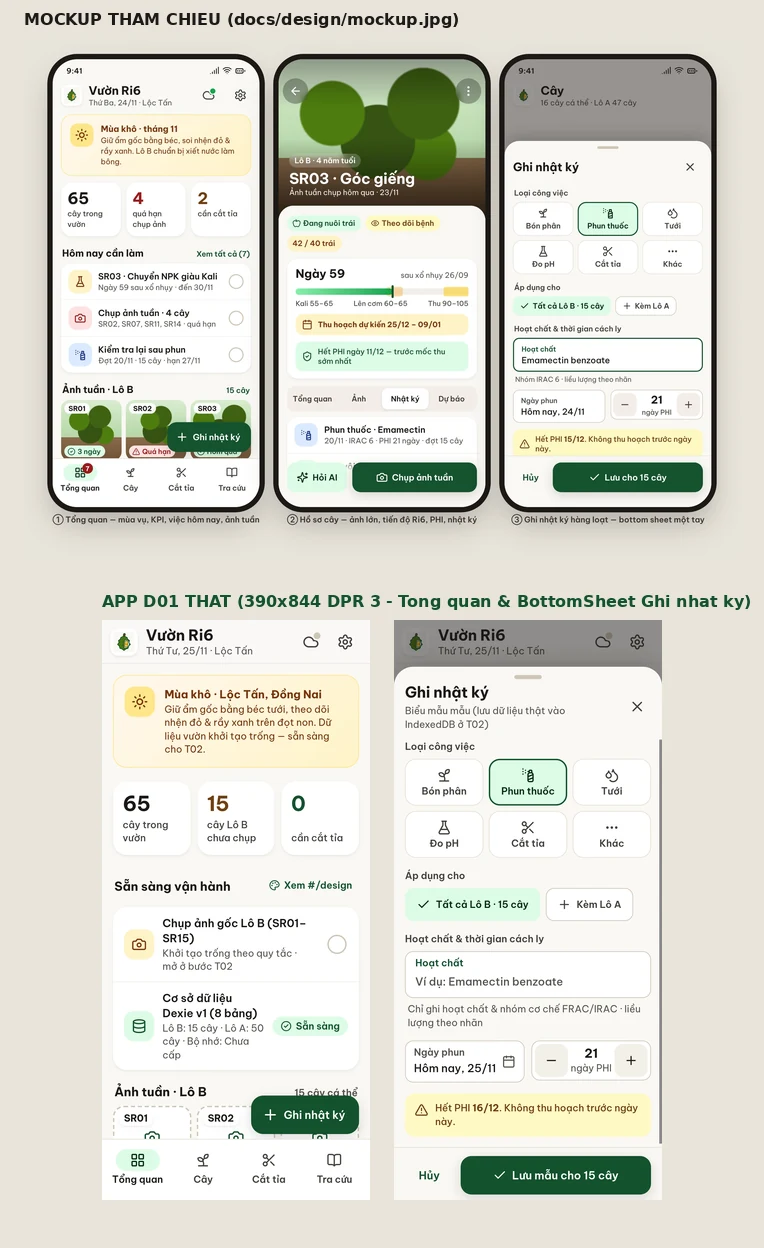 MOCKUP THAM CHIEU (docs/design/mockup.jpg)
9:41
Vườn Ri6
Thứ Ba, 24/11 · Lộc Tấn
Mùa khô · tháng 11
Giữ ẩm gốc bằng béc, soi nhện đỏ &
rầy xanh. Lô B chuẩn bị xiết nước làm
bông.
65
cây trong
vườn
4
quá hạn
chụp ảnh
2
cần cắt tỉa
Hôm nay cần làm
Xem tất cả (7)
SR03 · Chuyển NPK giàu Kali
Ngày 59 sau xổ nhụy · đến 30/11
Chụp ảnh tuần · 4 cây
SR02, SR07, SR11, SR14 · quá hạn
Kiểm tra lại sau phun
Đợt 20/11 · 15 cây · hạn 27/11
Ảnh tuần · Lô B
15 cây
SR01
SR02
SR03
3 ngày
Quá hạn
Hôm qua
Ghi nhật ký
7
Tổng quan
Cây
Cắt tỉa
Tra cứu
① Tổng quan — mùa vụ, KPI, việc hôm nay, ảnh tuần
Lô B · 4 năm tuổi
SR03 · Góc giếng
Ảnh tuần chụp hôm qua · 23/11
Đang nuôi trái
Theo dõi bệnh
42 / 40 trái
Ngày 59
sau xổ nhụy 26/09
Kali 55–65
Lên cơm 60–65
Thu 90–105
Thu hoạch dự kiến 25/12 – 09/01
Hết PHI ngày 11/12 — trước mốc thu
sớm nhất
Tổng quan
Ảnh
Nhật ký
Dự báo
Phun thuốc · Emamectin
20/11 · IRAC 6 · PHI 21 ngày · đợt 15 cây
Hỏi AI
Chụp ảnh tuần
② Hồ sơ cây — ảnh lớn, tiến độ Ri6, PHI, nhật ký
9:41
Cây
16 cây cá thể · Lô A 47 cây
Ghi nhật ký
Loại công việc
Bón phân
Phun thuốc
Tưới
Đo pH
Cắt tỉa
Khác
Áp dụng cho
Tất cả Lô B · 15 cây
Kèm Lô A
Hoạt chất & thời gian cách ly
Hoạt chất
Emamectin benzoate
Nhóm IRAC 6 · liều lượng theo nhãn
Ngày phun
Hôm nay, 24/11
21
ngày PHI
Hết PHI 15/12. Không thu hoạch trước ngày
này.
Hủy
Lưu cho 15 cây
③ Ghi nhật ký hàng loạt — bottom sheet một tay
APP D01 THAT (390x844 DPR 3 - Tong quan & BottomSheet Ghi nhat ky)
Vườn Ri6
Thứ Tư, 25/11 · Lộc Tấn
Mùa khô · Lộc Tấn, Đồng Nai
Giữ ẩm gốc bằng béc tưới, theo dõi
nhện đỏ & rầy xanh trên đọt non. Dữ
liệu vườn khởi tạo trống — sẵn sàng
cho T02.
65
cây trong
vườn
15
cây Lô B
chưa chụp
0
cần cắt tỉa
Sẵn sàng vận hành
Xem #/design
Chụp ảnh gốc Lô B (SR01–
SR15)
Khởi tạo trống theo quy tắc ·
mở ở bước T02
Cơ sở dữ liệu
Dexie v1 (8 bảng)
Lô B: 15 cây · Lô A: 50
cây · Bộ nhớ: Chưa
cấp
Sẵn sàng
Ảnh tuần · Lô B
15 cây cá thể
SR01
SR02
Ghi nhật ký
Tổng quan
Cây
Cắt tỉa
Tra cứu
Vườn Ri6
Thứ Tư, 25/11 · Lộc Tấn
Ghi nhật ký
Biểu mẫu mẫu (lưu dữ liệu thật vào
IndexedDB ở T02)
Loại công việc
Bón phân
Phun thuốc
Tưới
Đo pH
Cắt tỉa
Khác
Áp dụng cho
Tất cả Lô B · 15 cây
Kèm Lô A
Hoạt chất & thời gian cách ly
Hoạt chất
Ví dụ: Emamectin benzoate
Chỉ ghi hoạt chất & nhóm cơ chế FRAC/IRAC · liều
lượng theo nhãn
Ngày phun
Hôm nay, 25/11
21
ngày PHI
Hết PHI 16/12. Không thu hoạch trước ngày
này.
Hủy
Lưu mẫu cho 15 cây